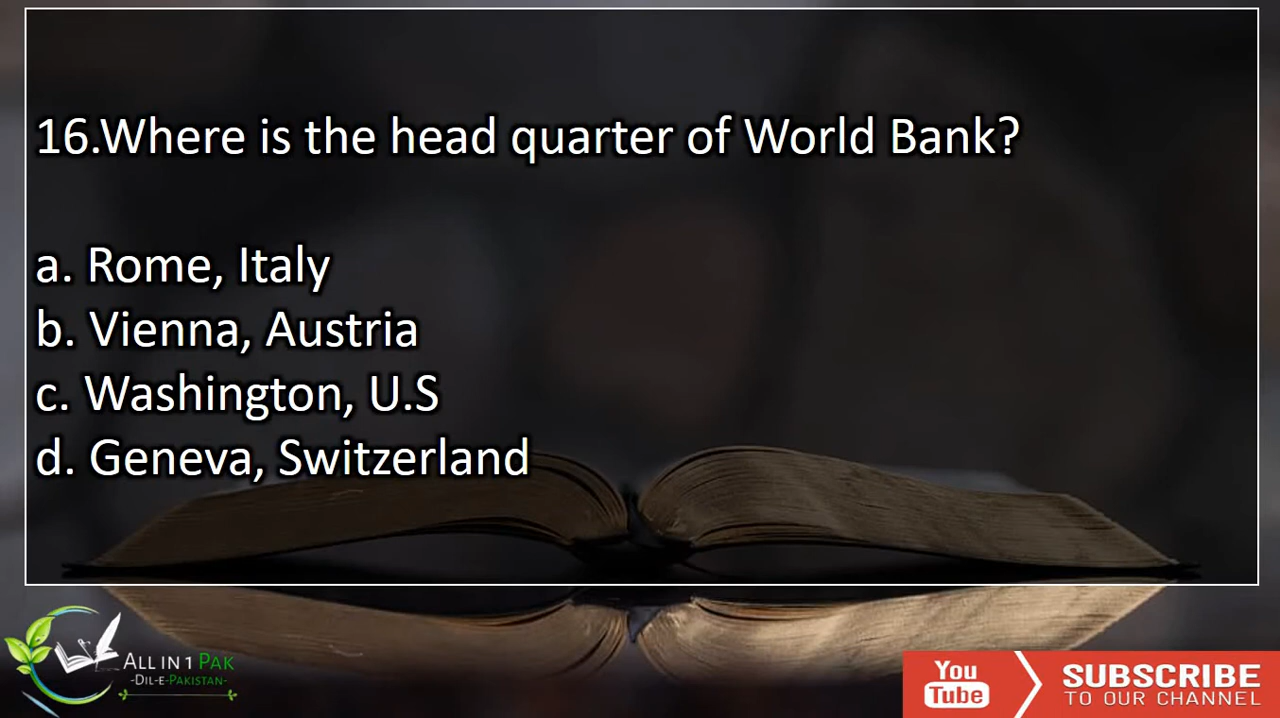 16.Where is the head quarter of World Bank?
a. Rome, Italy
b. Vienna, Austria
c. Washington, U.S
d. Geneva, Switzerland
ALL IN 1 PAK
-DIL-E-PAKISTAN-
You
Tube
SUBSCRIBE
TO OUR CHANNEL